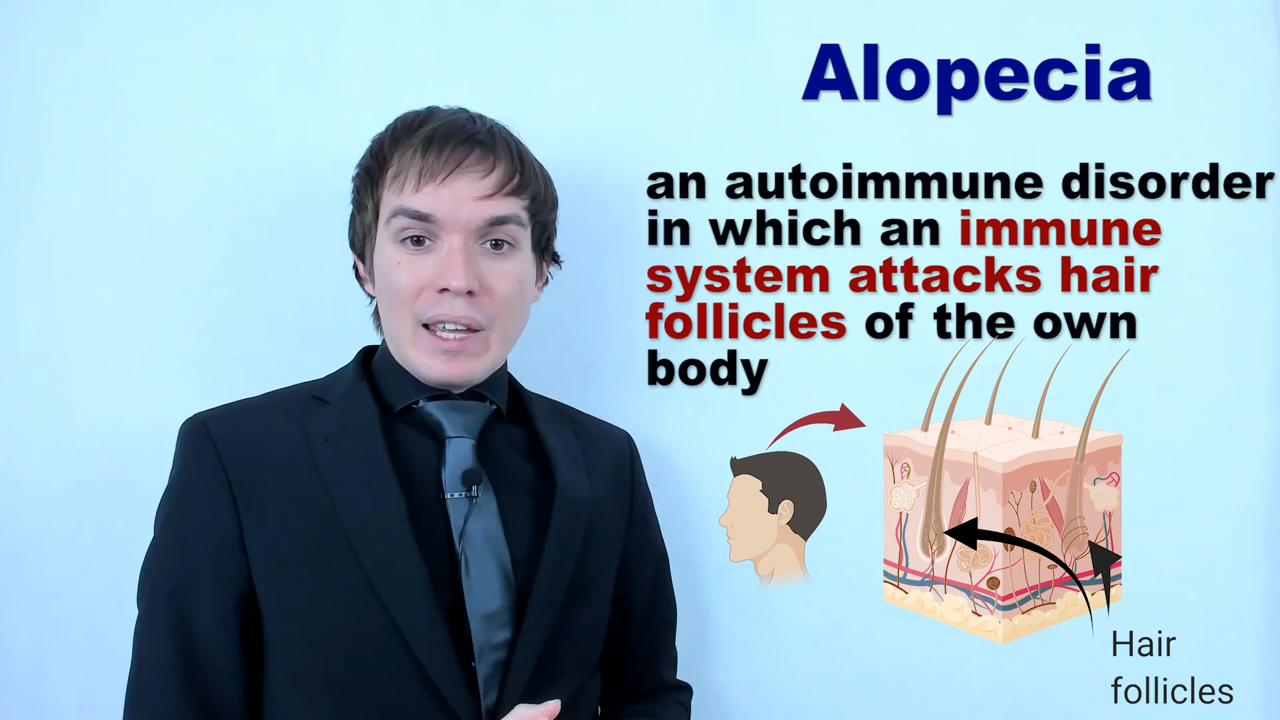 Alopecia
an autoimmune disorder
in which an immune
system attacks hair
follicles of the own
body
Hair
follicles